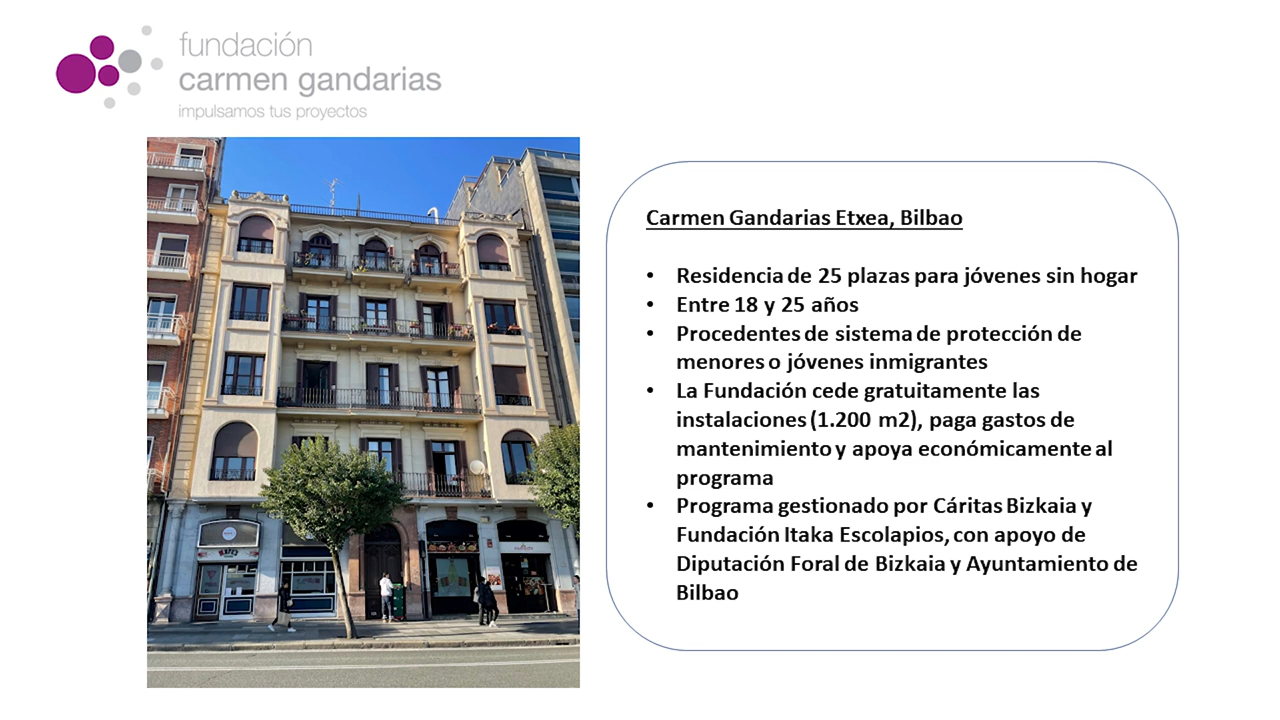 fundación
carmen gandarias
impulsamos tus proyectos
Carmen Gandarias Etxea, Bilbao
• Residencia de 25 plazas para jóvenes sin hogar
• Entre 18 y 25 años
• Procedentes de sistema de protección de
menores o jóvenes inmigrantes
• La Fundación cede gratuitamente las
instalaciones (1.200 m2), paga gastos de
mantenimiento y apoya económicamente al
programa
• Programa gestionado por Cáritas Bizkaia y
Fundación Itaka Escolapios, con apoyo de
Diputación Foral de Bizkaia y Ayuntamiento de
Bilbao